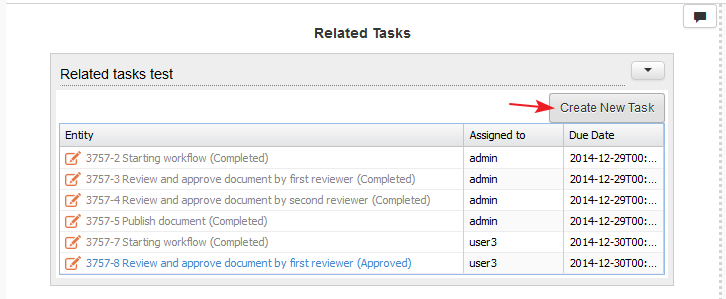 Related Tasks
Related tasks test
Create New Task
Entity Assigned to Due Date
3757-2 Starting workflow (Completed) admin 2014-12-29T00:...
3757-3 Review and approve document by first reviewer (Completed) admin 2014-12-29T00:...
3757-4 Review and approve document by second reviewer (Completed) admin 2014-12-29T00:...
3757-5 Publish document (Completed) admin 2014-12-29T00:...
3757-7 Starting workflow (Completed) user3 2014-12-30T00:...
3757-8 Review and approve document by first reviewer (Approved) user3 2014-12-30T00:...